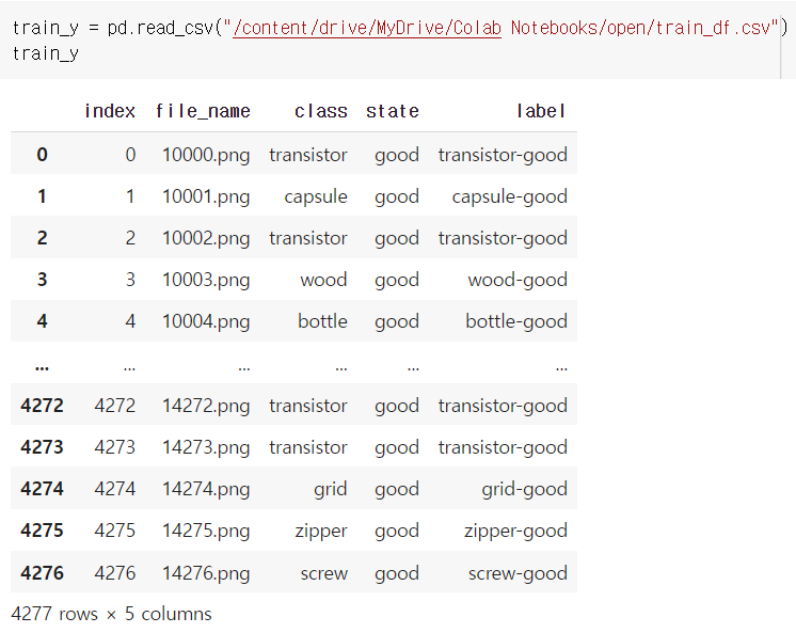 train_y = pd.read_csv("/content/drive/MyDrive/Colab Notebooks/open/train_df.csv")
train_y
index file_name class state label
0 0 10000.png transistor good transistor-good
1 1 10001.png capsule good capsule-good
2 2 10002.png transistor good transistor-good
3 3 10003.png wood good wood-good
4 4 10004.png bottle good bottle-good
... ... ... ... ... ...
4272 4272 14272.png transistor good transistor-good
4273 4273 14273.png transistor good transistor-good
4274 4274 14274.png grid good grid-good
4275 4275 14275.png zipper good zipper-good
4276 4276 14276.png screw good screw-good
4277 rows × 5 columns